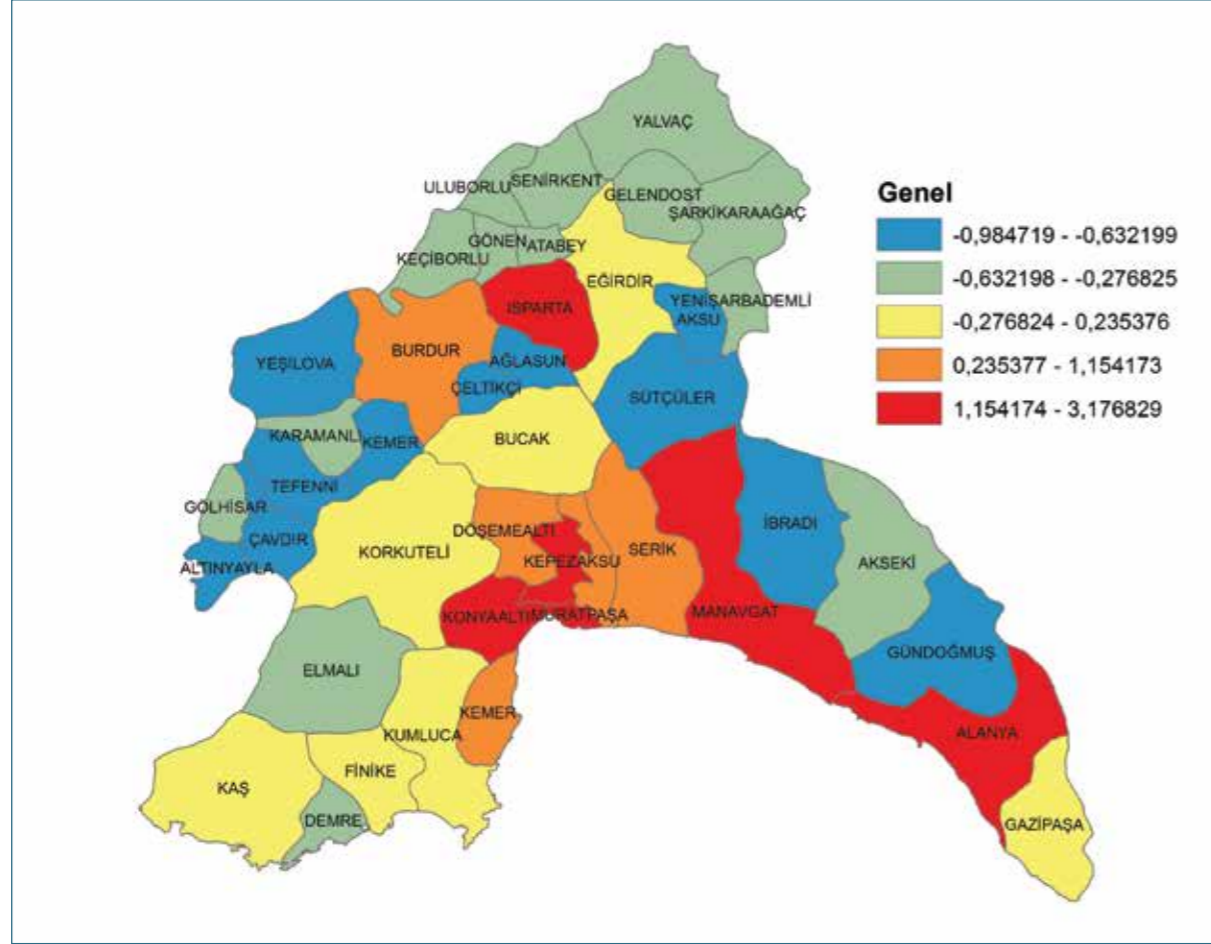 YALVAÇ
ULUBORLU
SENİRKENT
GELENDOST
ŞARKİKARAAĞAÇ
KEÇİBORLU
GÖNEN
ATABEY
EĞİRDİR
YENİŞARBADEMLİ
AKSU
ISPARTA
YEŞİLOVA
BURDUR
AĞLASUN
ÇELTİKÇİ
SÜTÇÜLER
KARAMANLI
KEMER
BUCAK
TEFENNİ
GÖLHİSAR
ÇAVDIR
ALTINYAYLA
KORKUTELİ
DÖŞEMEALTI
KEPEZ
AKSU
SERİK
İBRADI
AKSEKİ
KONYAALTI
MURATPAŞA
MANAVGAT
GÜNDOĞMUŞ
ELMALI
KEMER
KUMLUCA
ALANYA
KAŞ
FİNİKE
DEMRE
GAZİPAŞA
Genel
-0,984719 - -0,632199
-0,632198 - -0,276825
-0,276824 - 0,235376
0,235377 - 1,154173
1,154174 - 3,176829